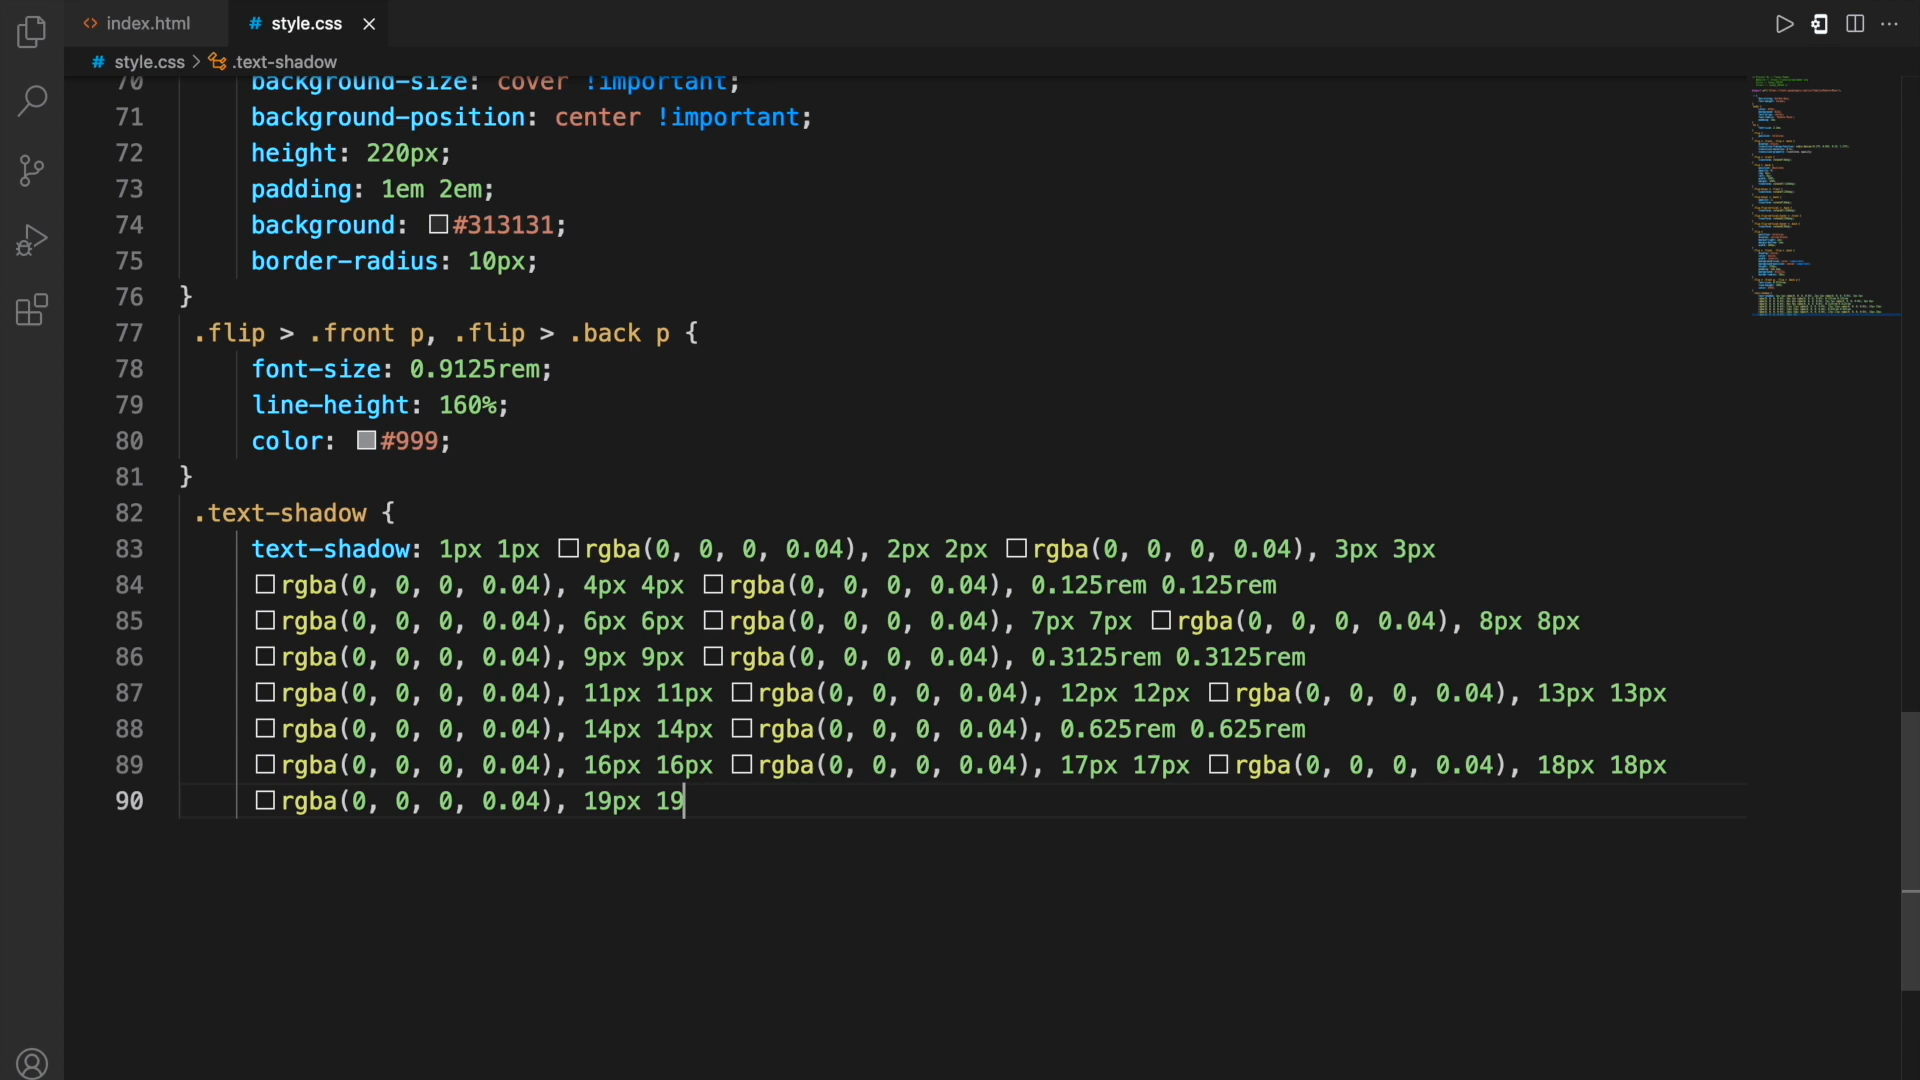 index.html
style.css
style.css > .text-shadow
70 background-size: cover !important;
71 background-position: center !important;
72 height: 220px;
73 padding: 1em 2em;
74 background: #313131;
75 border-radius: 10px;
76 }
77 .flip > .front p, .flip > .back p {
78 font-size: 0.9125rem;
79 line-height: 160%;
80 color: #999;
81 }
82 .text-shadow {
83 text-shadow: 1px 1px rgba(0, 0, 0, 0.04), 2px 2px rgba(0, 0, 0, 0.04), 3px 3px
84 rgba(0, 0, 0, 0.04), 4px 4px rgba(0, 0, 0, 0.04), 0.125rem 0.125rem
85 rgba(0, 0, 0, 0.04), 6px 6px rgba(0, 0, 0, 0.04), 7px 7px rgba(0, 0, 0, 0.04), 8px 8px
86 rgba(0, 0, 0, 0.04), 9px 9px rgba(0, 0, 0, 0.04), 0.3125rem 0.3125rem
87 rgba(0, 0, 0, 0.04), 11px 11px rgba(0, 0, 0, 0.04), 12px 12px rgba(0, 0, 0, 0.04), 13px 13px
88 rgba(0, 0, 0, 0.04), 14px 14px rgba(0, 0, 0, 0.04), 0.625rem 0.625rem
89 rgba(0, 0, 0, 0.04), 16px 16px rgba(0, 0, 0, 0.04), 17px 17px rgba(0, 0, 0, 0.04), 18px 18px
90 rgba(0, 0, 0, 0.04), 19px 19